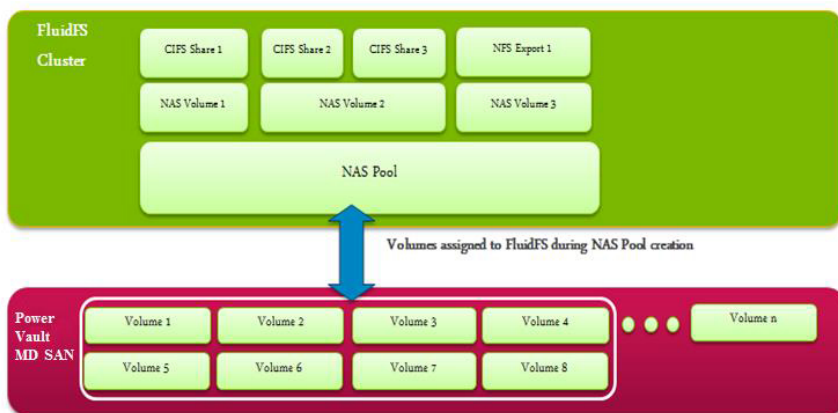 FluidFS
Cluster
CIFS Share 1
CIFS Share 2
CIFS Share 3
NFS Export 1
NAS Volume 1
NAS Volume 2
NAS Volume 3
NAS Pool
Volumes assigned to FluidFS during NAS Pool creation
Power
Vault
MD SAN
Volume 1
Volume 2
Volume 3
Volume 4
Volume n
Volume 5
Volume 6
Volume 7
Volume 8